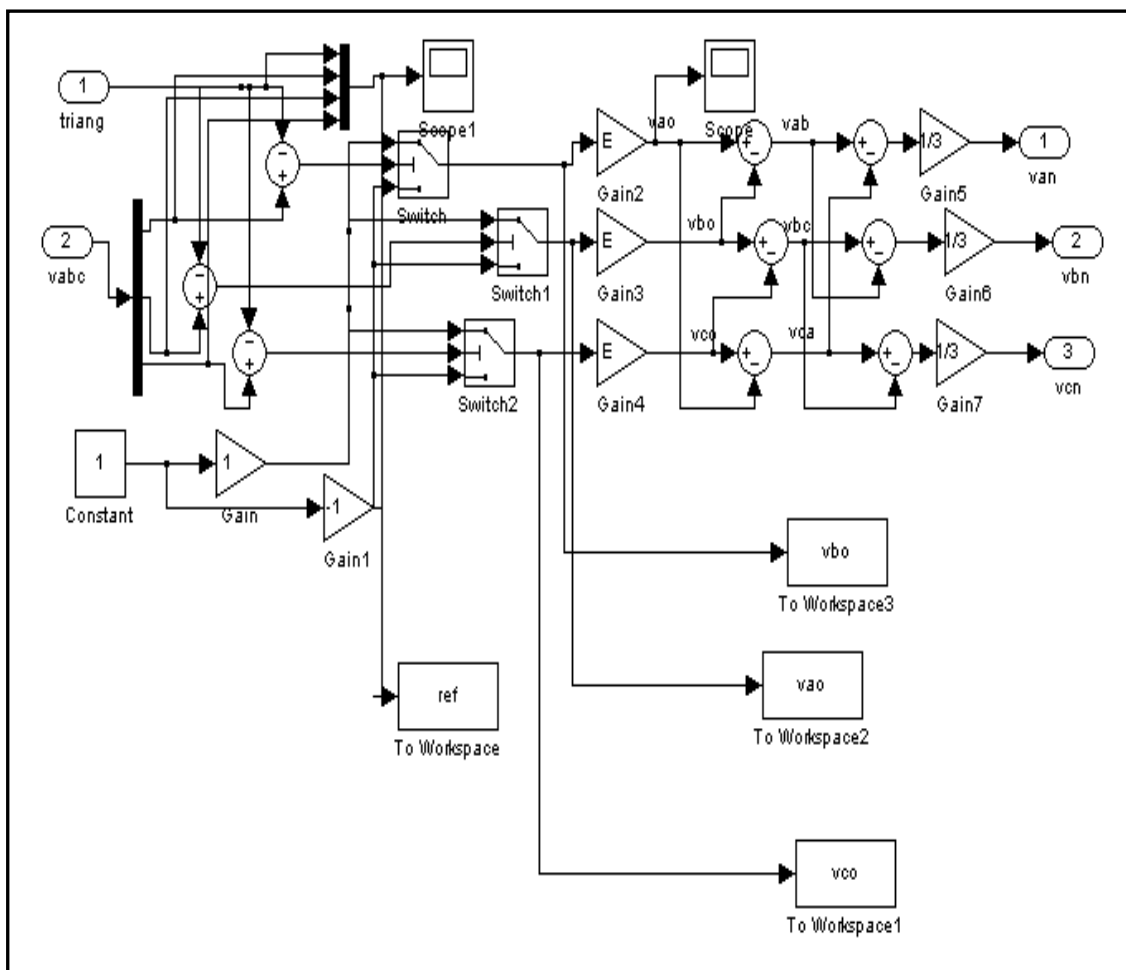 1
triang
2
vabc
Scope1
Scope
- +
- +
- +
Switch
Switch1
Switch2
vao
vbo
vco
E
Gain2
E
Gain3
E
Gain4
+ -
+ -
+ -
vab
vbc
vca
+ -
+ -
+ -
1/3
Gain5
1/3
Gain6
1/3
Gain7
1
van
2
vbn
3
vcn
1
Constant
1
Gain
-1
Gain1
vbo
To Workspace3
ref
To Workspace
vao
To Workspace2
vco
To Workspace1